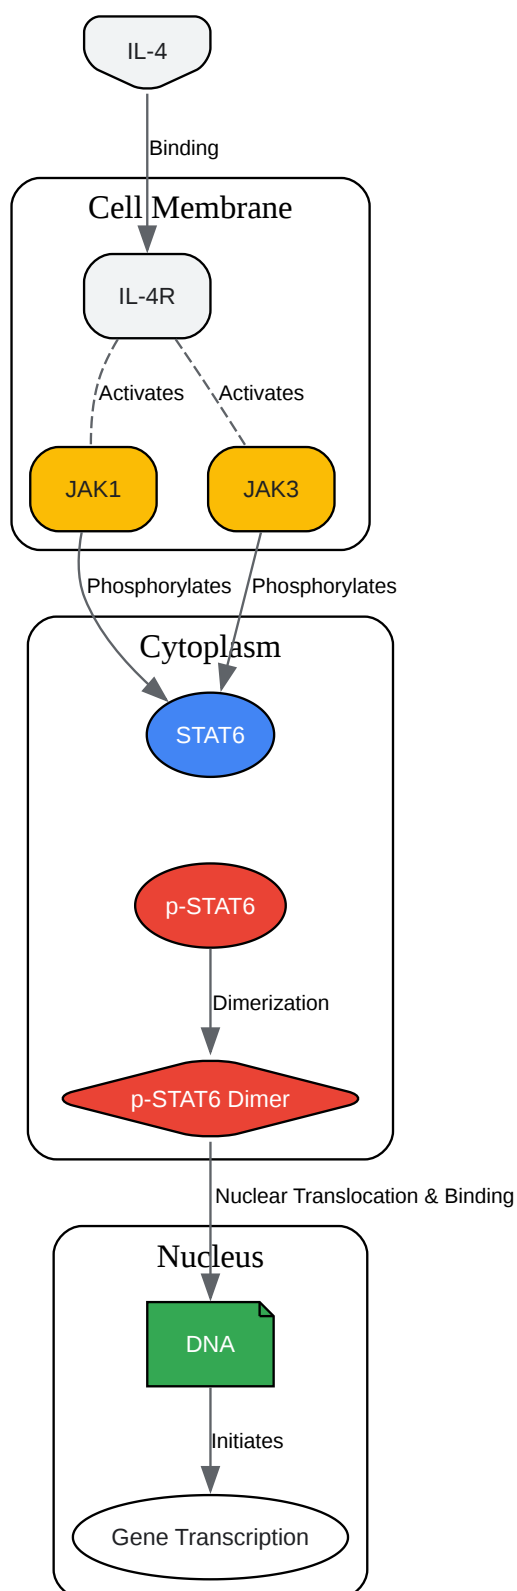 IL-4
Binding
Cell Membrane
IL-4R
Activates
Activates
JAK1
JAK3
Phosphorylates
Phosphorylates
Cytoplasm
STAT6
p-STAT6
Dimerization
p-STAT6 Dimer
Nuclear Translocation & Binding
Nucleus
DNA
Initiates
Gene Transcription